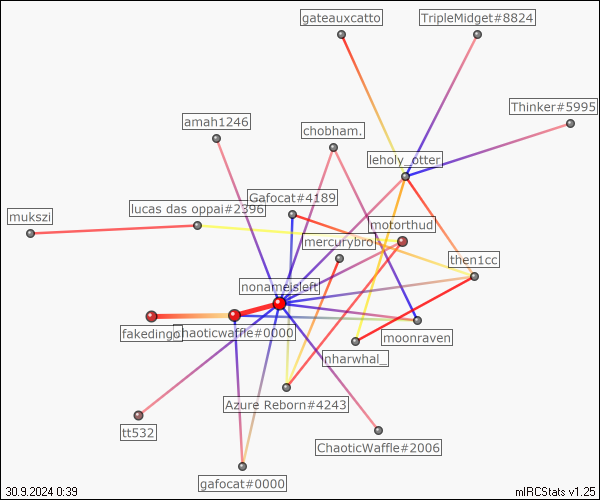 gateauxcatto
TripleMidget#8824
Thinker#5995
amah1246
chobham.
leholy_otter
Gafocat#4189
lucas das oppai#2396
mukszi
motorthud
mercurybro
then1cc
nonameisleft
fakedingo
chaoticwaffle#0000
moonraven
nharwhal_
Azure Reborn#4243
tt532
ChaoticWaffle#2006
gafocat#0000
30.9.2024 0:39
mIRCStats v1.25